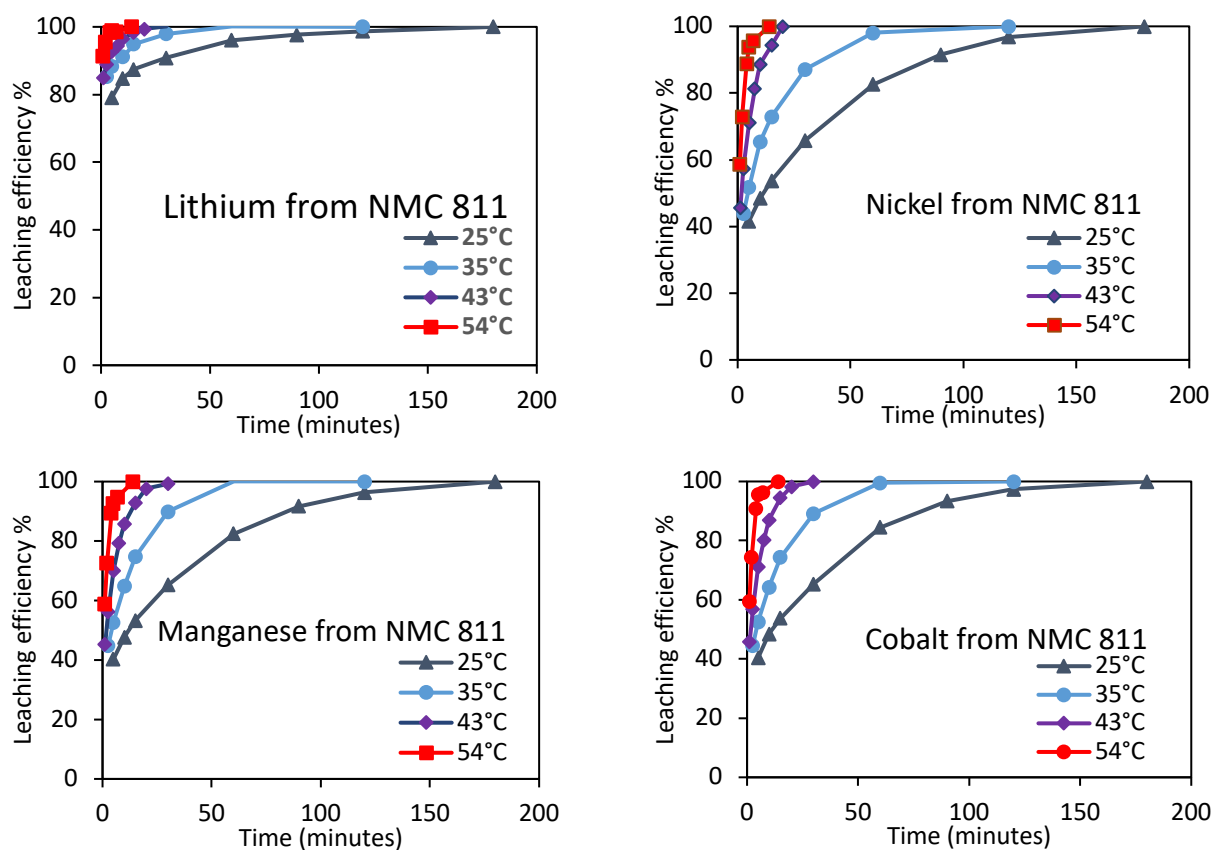 100
80
60
40
20
0
Leaching efficiency %
Lithium from NMC 811
25°C
35°C
43°C
54°C
0 50 100 150 200
Time (minutes)
100
80
60
40
20
0
Leaching efficiency %
Nickel from NMC 811
25°C
35°C
43°C
54°C
0 50 100 150 200
Time (minutes)
100
80
60
40
20
0
Leaching efficiency %
Manganese from NMC 811
25°C
35°C
43°C
54°C
0 50 100 150 200
Time (minutes)
100
80
60
40
20
0
Leaching efficiency %
Cobalt from NMC 811
25°C
35°C
43°C
54°C
0 50 100 150 200
Time (minutes)